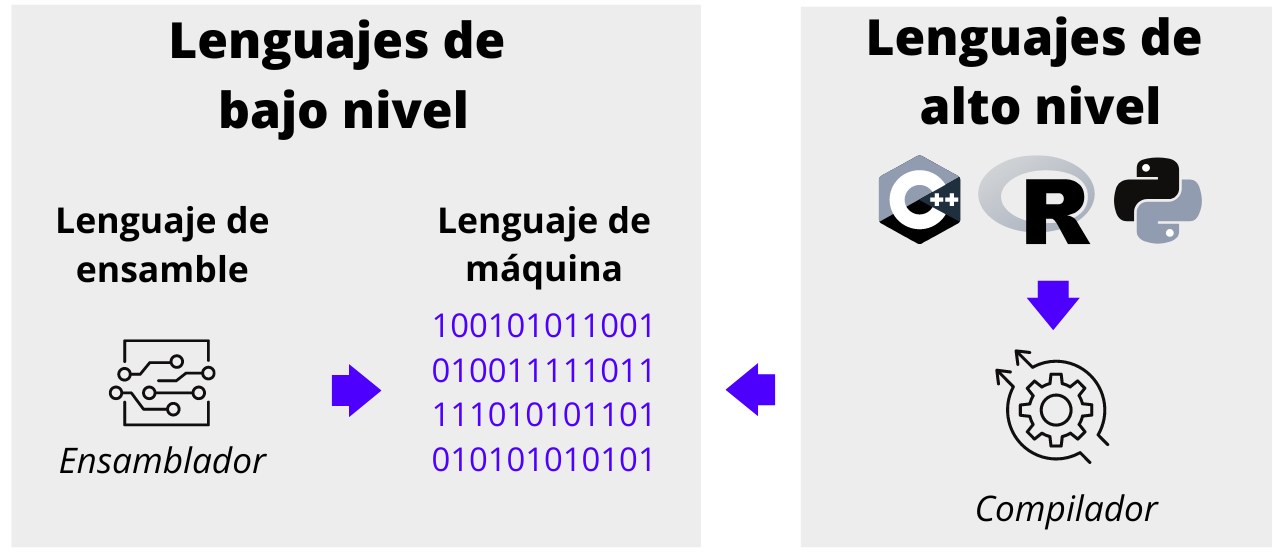 Lenguajes de
bajo nivel
Lenguaje de
ensamble
Ensamblador
Lenguaje de
máquina
100101011001
010011111011
111010101101
010101010101
Lenguajes de
alto nivel
C++
R
Compilador